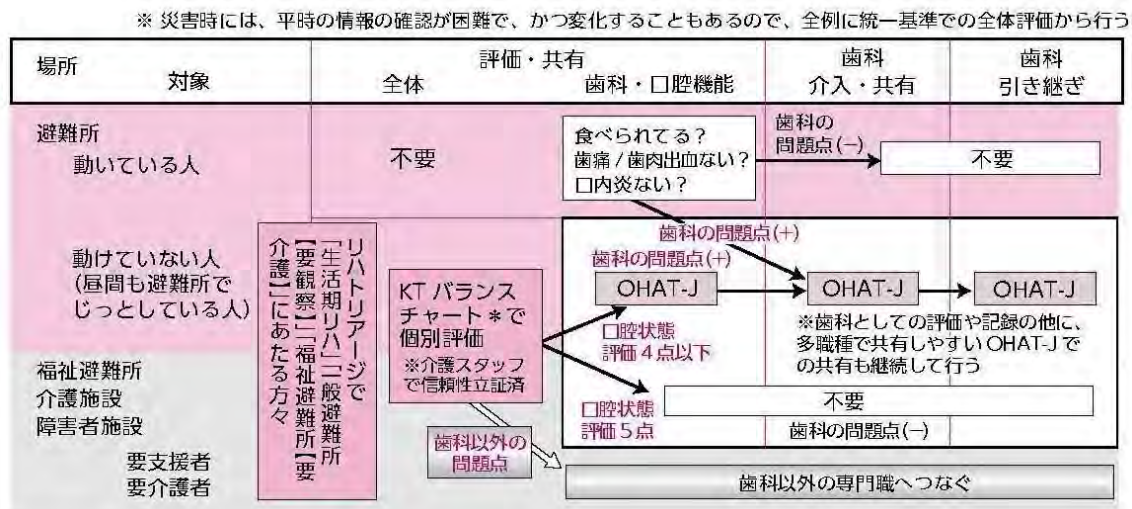 ※ 災害時には、平時の情報の確認が困難で、かつ変化することもあるので、全例に統一基準での全体評価から行う
場所
対象
評価・共有
全体
歯科・口腔機能
歯科
介入・共有
歯科
引き継ぎ
避難所
動いている人
不要
食べられてる?
歯痛/歯肉出血ない?
口内炎ない?
歯科の
問題点(−)
不要
歯科の問題点(+)
動けていない人
(昼間も避難所で
じっとしている人)
リハトリアージで
「生活期リハ」「一般避難所
【要観察】」「福祉避難所【要
介護】」にあたる方々
KT バランス
チャート*で
個別評価
※介護スタッフ
で信頼性立証済
歯科の問題点(+)
OHAT-J
OHAT-J
OHAT-J
口腔状態
評価4点以下
※歯科としての評価や記録の他に、
多職種で共有しやすい OHAT-J で
の共有も継続して行う
福祉避難所
介護施設
障害者施設
要支援者
要介護者
口腔状態
評価5点
不要
歯科の問題点(−)
歯科以外の
問題点
歯科以外の専門職へつなぐ